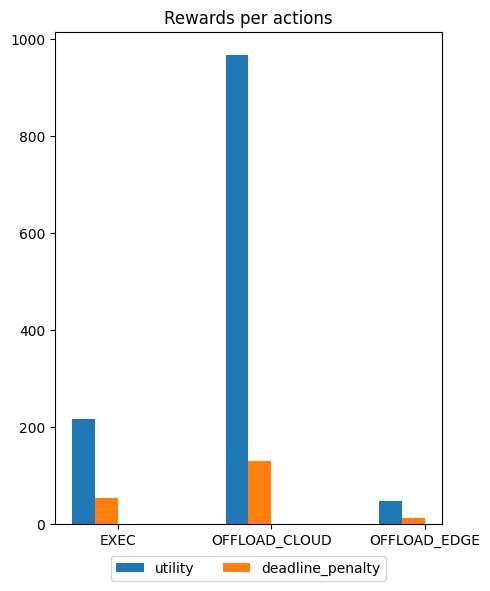 Rewards per actions
1000
800
600
400
200
0
EXEC OFFLOAD_CLOUD OFFLOAD_EDGE
utility deadline_penalty